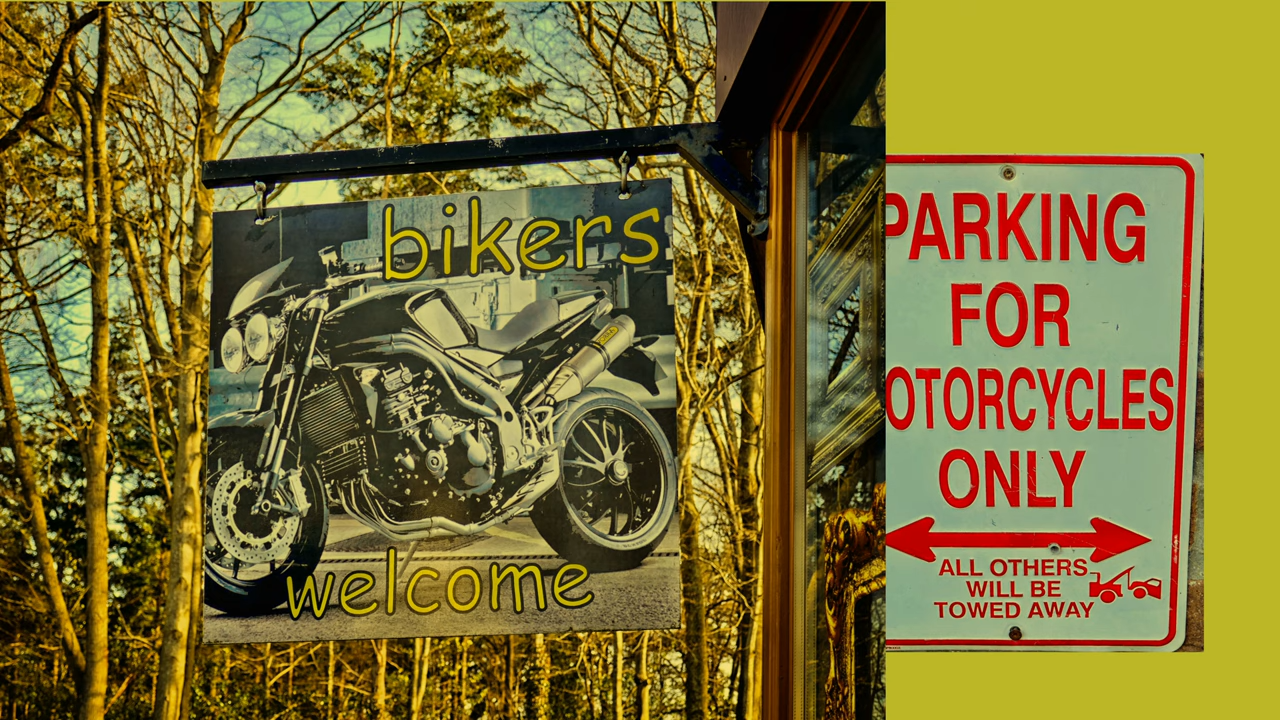 bikers
welcome
PARKING
FOR
OTORCYCLES
ONLY
ALL OTHERS
WILL BE
TOWED AWAY